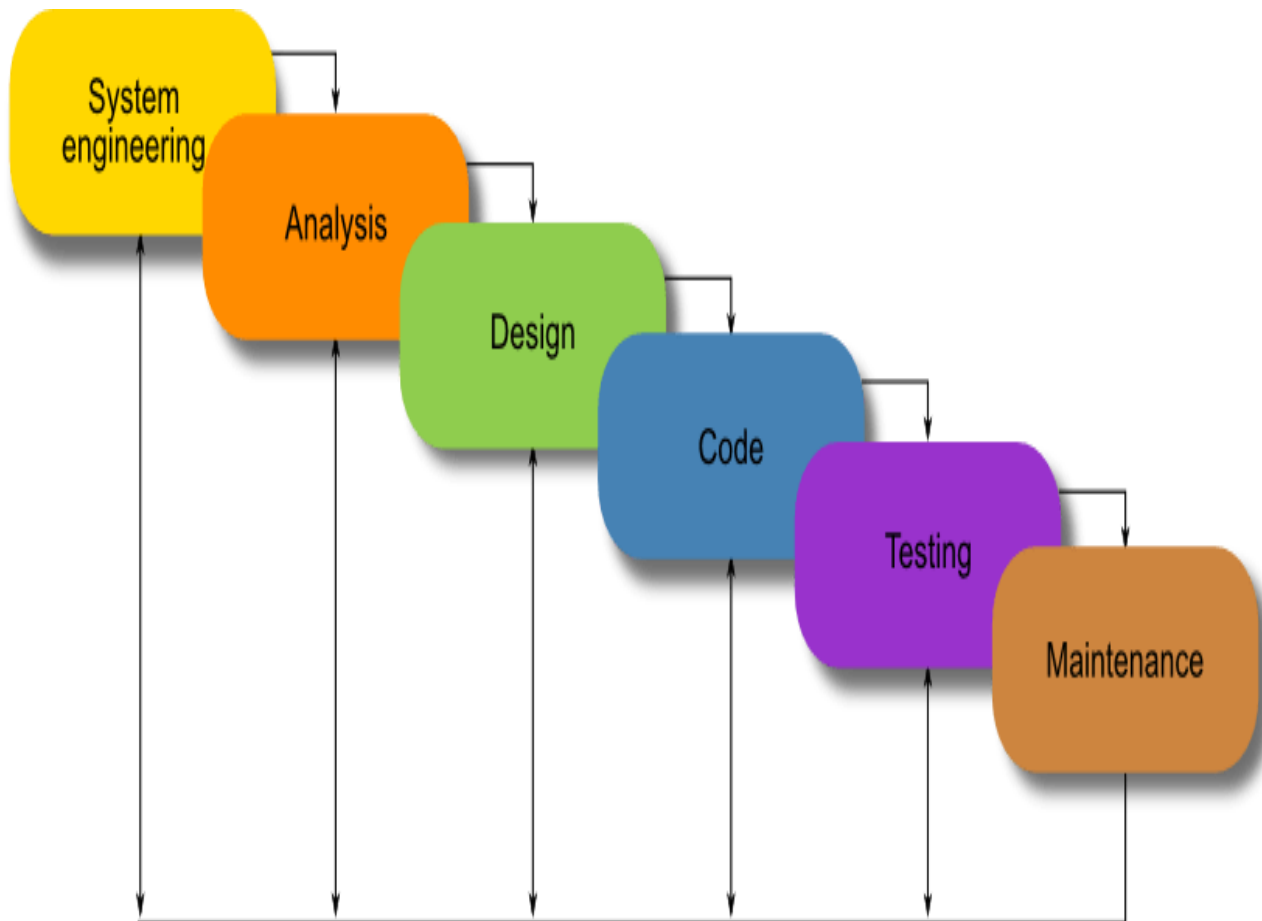 System
engineering
Analysis
Design
Code
Testing
Maintenance